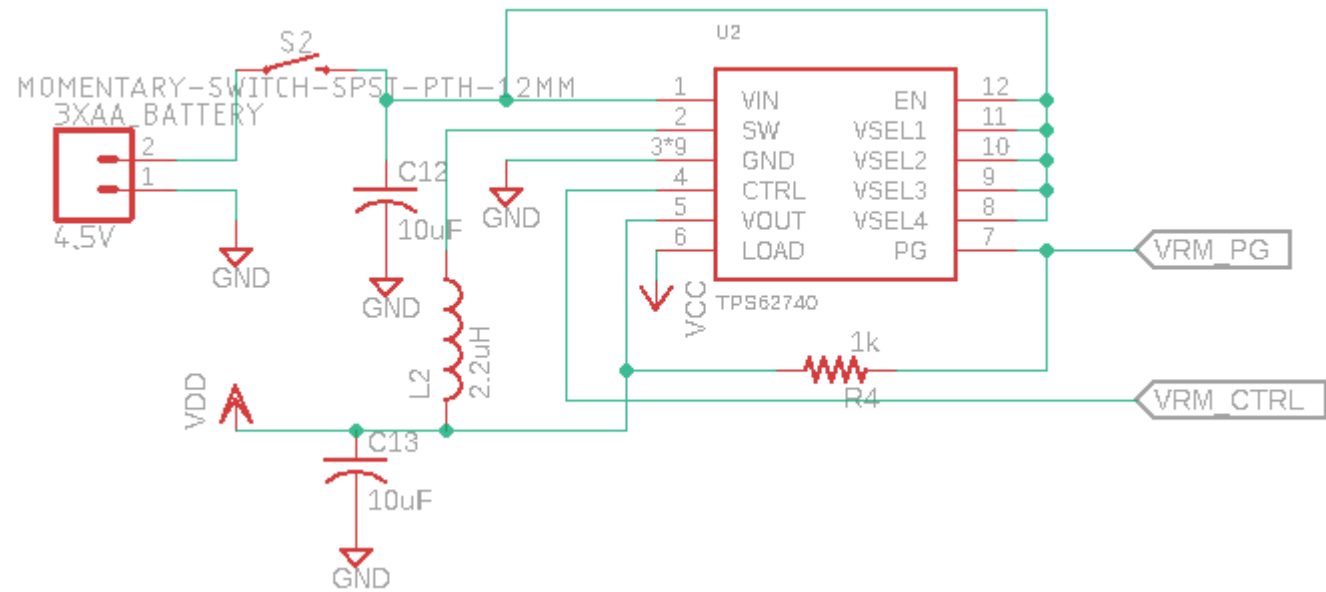 S2
MOMENTARY-SWITCH-SPST-PTH-12MM
3XAA_BATTERY
2
1
4.5V
GND
C12
10uF
GND
GND
U2
1 VIN EN 12
2 SW VSEL1 11
3*9 GND VSEL2 10
4 CTRL VSEL3 9
5 VOUT VSEL4 8
6 LOAD PG 7
TPS62740
VCC
VRM_PG
1k
R4
VRM_CTRL
L2
2.2uH
VDD
C13
10uF
GND